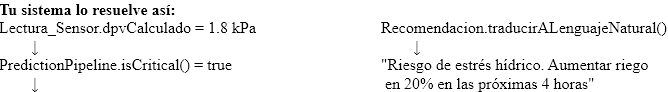 Tu sistema lo resuelve así:
Lectura_Sensor.dpvCalculado = 1.8 kPa
↓
PredictionPipeline.isCritical() = true
↓
Recomendacion.traducirALenguajeNatural()
↓
"Riesgo de estrés hídrico. Aumentar riego
en 20% en las próximas 4 horas"